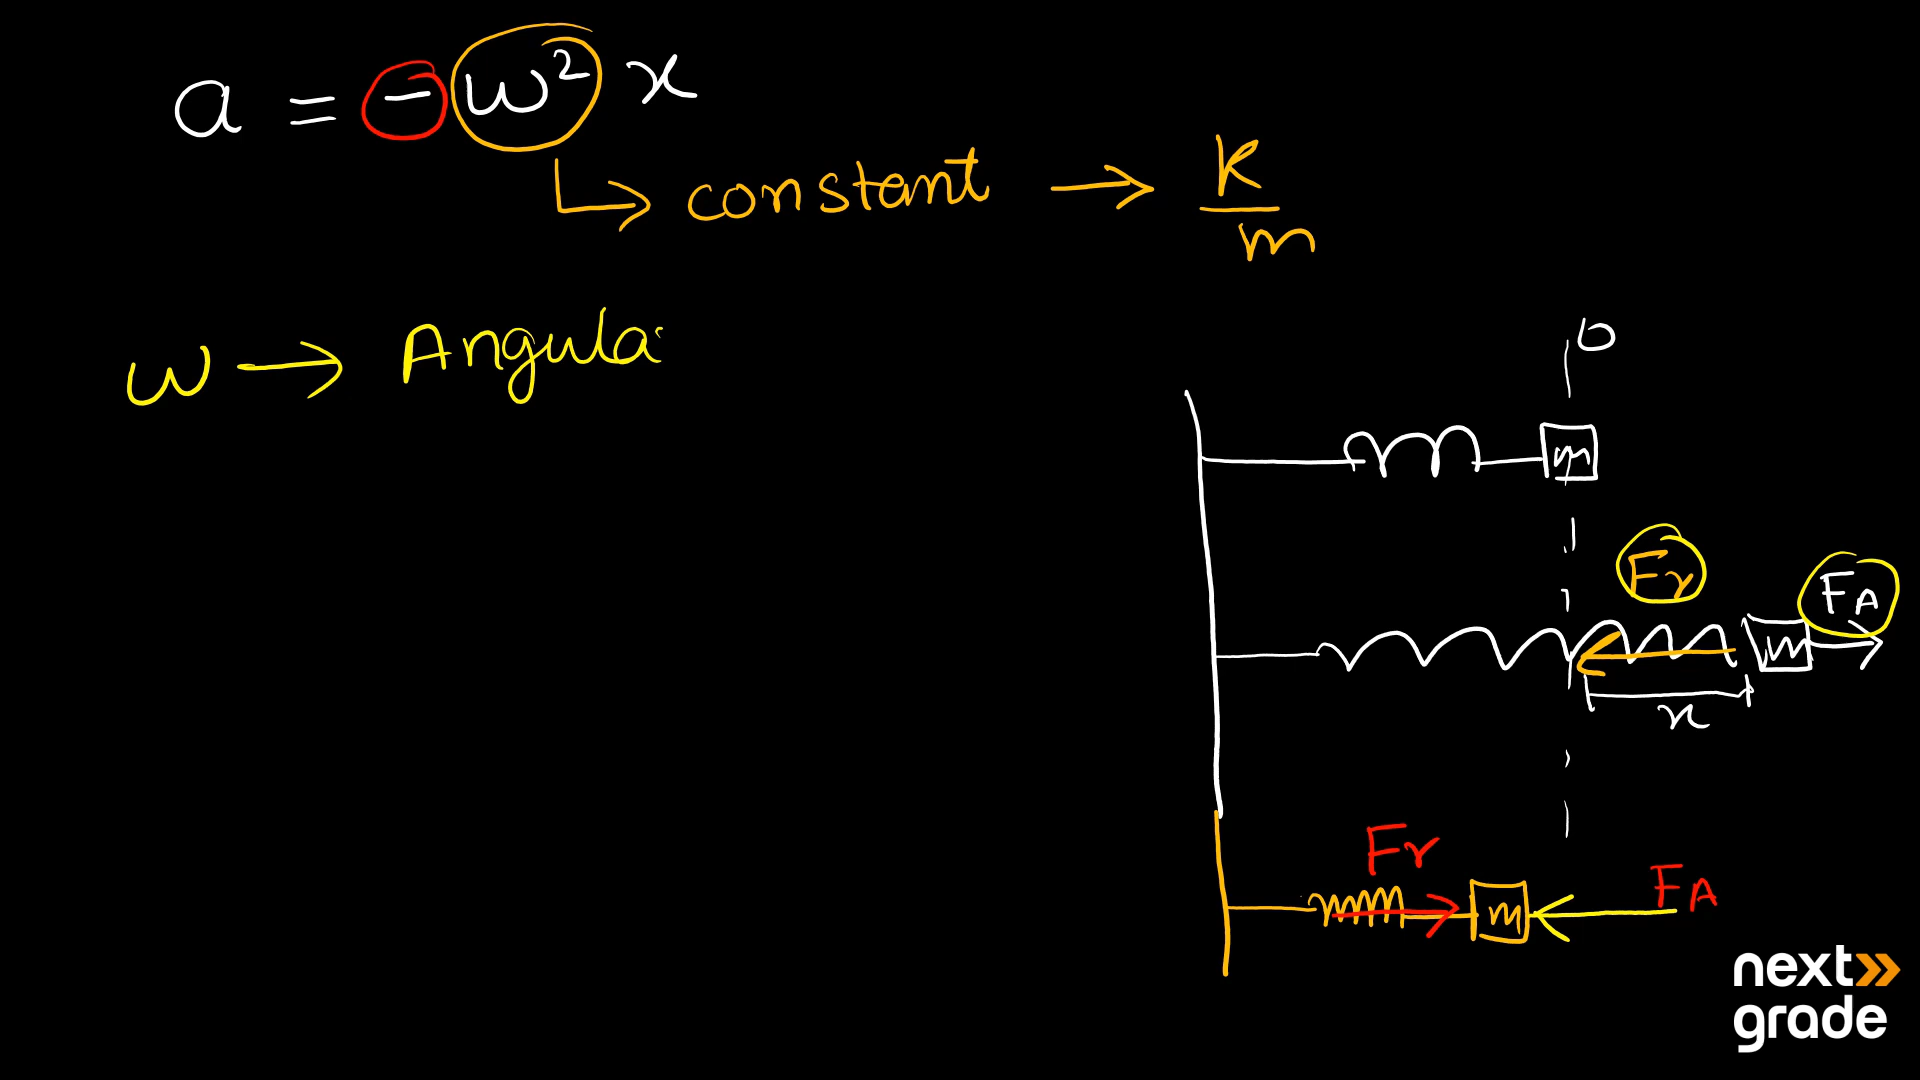 a = -ω² x
↳ constant → k/m
ω → Angula
O
m
Fr
FA
m
x
Fr
FA
m
next
grade